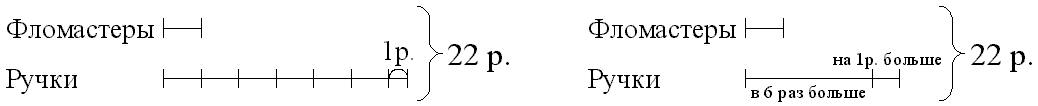 Фломастеры
1р.
22 р.
Ручки
Фломастеры
на 1р. больше
22 р.
Ручки
в 6 раз больше